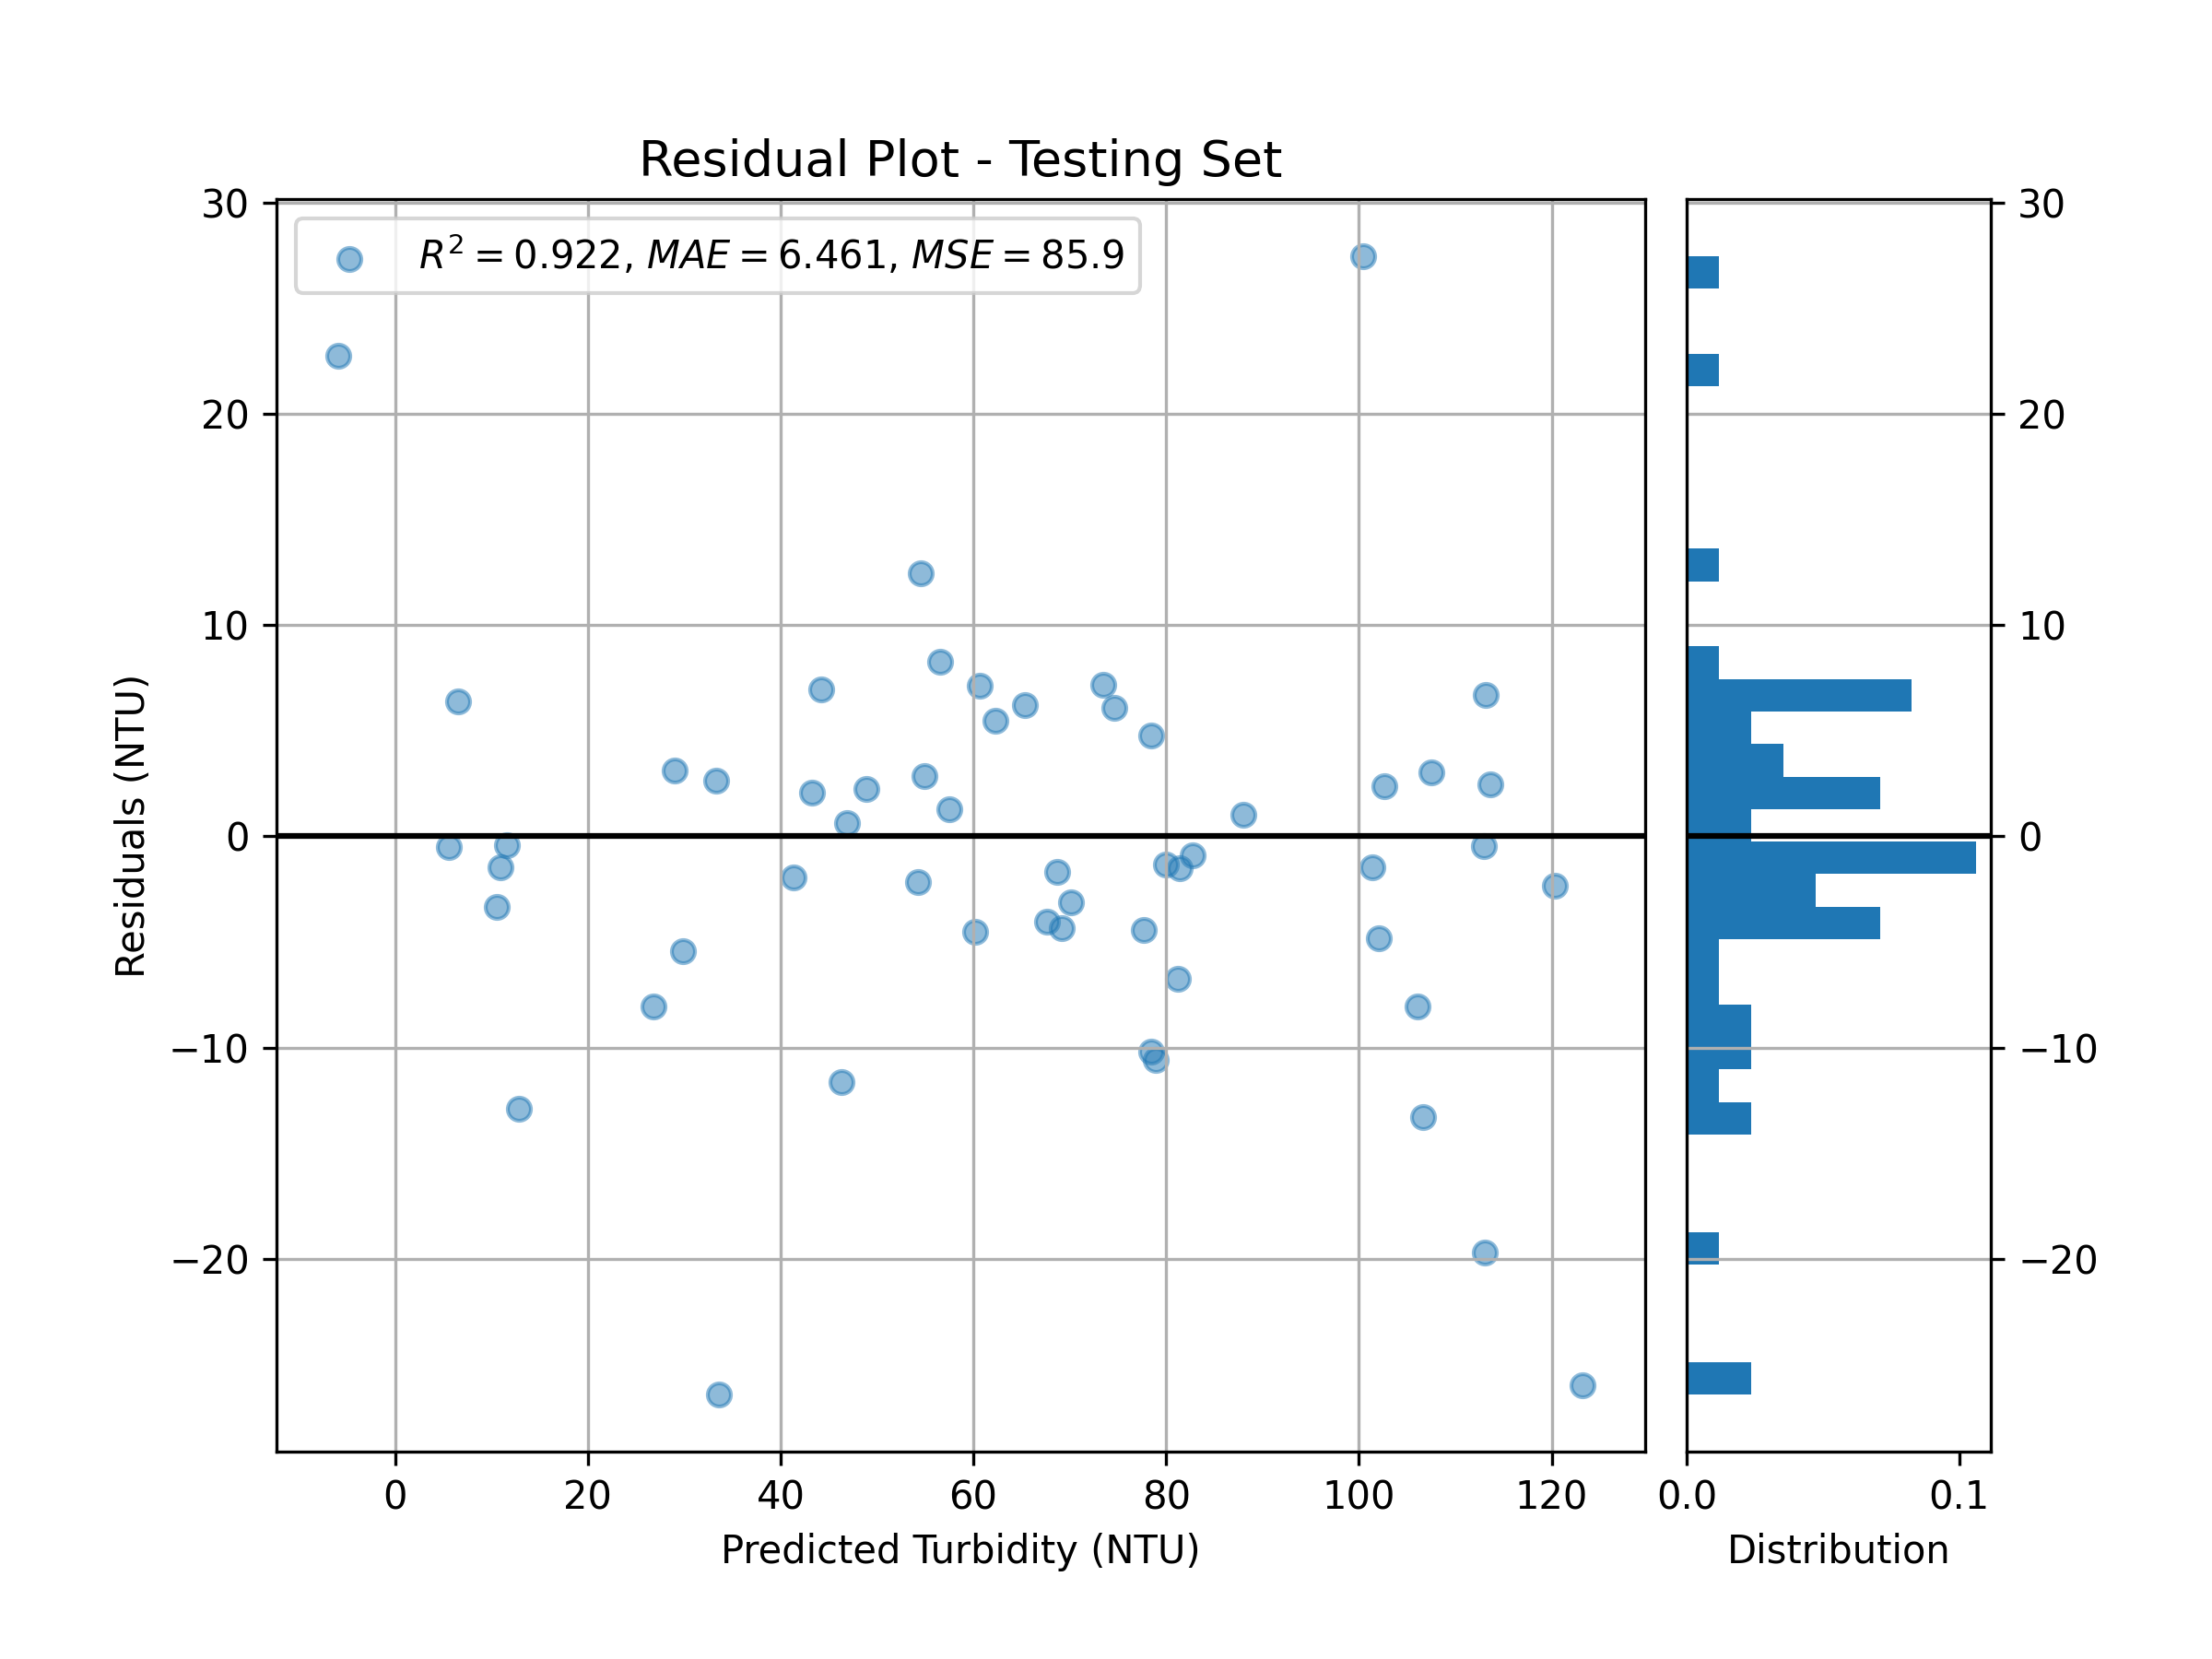 Residual Plot - Testing Set
R² = 0.922, MAE = 6.461, MSE = 85.9
Residuals (NTU)
30
20
10
0
−10
−20
0 20 40 60 80 100 120
Predicted Turbidity (NTU)
30
20
10
0
−10
−20
0.0 0.1
Distribution